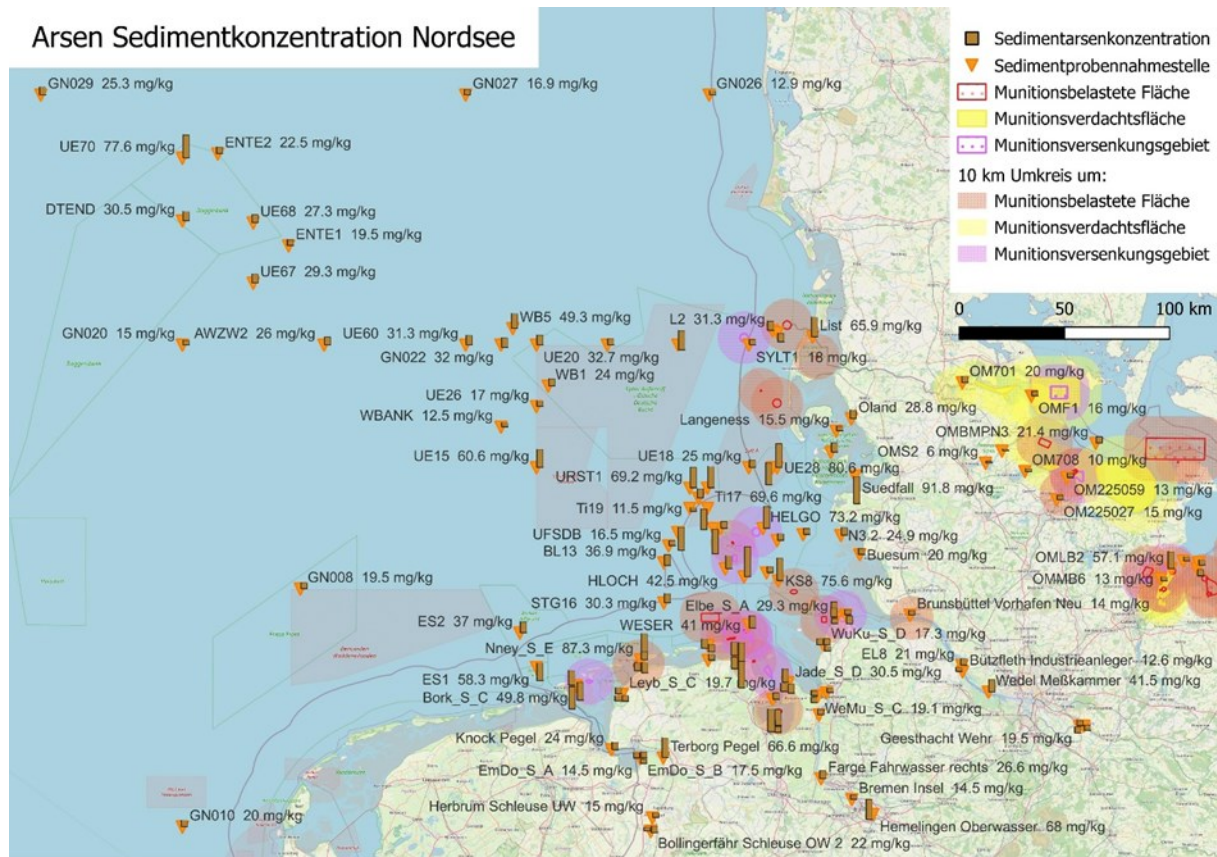 Arsen Sedimentkonzentration Nordsee
Sedimentarsenkonzentration
Sedimentprobennahmestelle
Munitionsbelastete Fläche
Munitionsverdachtsfläche
Munitionsversenkungsgebiet
10 km Umkreis um:
Munitionsbelastete Fläche
Munitionsverdachtsfläche
Munitionsversenkungsgebiet
0 50 100 km
GN029 25.3 mg/kg
GN027 16.9 mg/kg
GN026 12.9 mg/kg
UE70 77.6 mg/kg
ENTE2 22.5 mg/kg
DTEND 30.5 mg/kg
UE68 27.3 mg/kg
ENTE1 19.5 mg/kg
UE67 29.3 mg/kg
WB5 49.3 mg/kg
L2 31.3 mg/kg
List 65.9 mg/kg
GN020 15 mg/kg
AWZW2 26 mg/kg
UE60 31.3 mg/kg
GN022 32 mg/kg
UE20 32.7 mg/kg
SYLT1 18 mg/kg
WB1 24 mg/kg
OM701 20 mg/kg
UE26 17 mg/kg
OMF1 16 mg/kg
WBANK 12.5 mg/kg
Langeness 15.5 mg/kg
Oland 28.8 mg/kg
OMBMPN3 21.4 mg/kg
OMS2 6 mg/kg
UE15 60.6 mg/kg
UE18 25 mg/kg
OM708 10 mg/kg
UE28 80.6 mg/kg
URST1 69.2 mg/kg
Suedfall 91.8 mg/kg
OM225059 13 mg/kg
Ti17 69.6 mg/kg
Ti19 11.5 mg/kg
OM225027 15 mg/kg
HELGO 73.2 mg/kg
UFSDB 16.5 mg/kg
N3.2 24.9 mg/kg
BL13 36.9 mg/kg
Buesum 20 mg/kg
OMLB2 57.1 mg/kg
GN008 19.5 mg/kg
HLOCH 42.5 mg/kg
KS8 75.6 mg/kg
OMMB6 13 mg/kg
STG16 30.3 mg/kg
Elbe_S_A 29.3 mg/kg
Brunsbüttel Vorhafen Neu 14 mg/kg
ES2 37 mg/kg
WESER 41 mg/kg
WuKu_S_D 17.3 mg/kg
Nney_S_E 87.3 mg/kg
EL8 21 mg/kg
Bützfleth Industrieanleger 12.6 mg/kg
ES1 58.3 mg/kg
Leyb_S_C 19.7 mg/kg
Jade_S_D 30.5 mg/kg
Wedel Meßkammer 41.5 mg/kg
Bork_S_C 49.8 mg/kg
WeMu_S_C 19.1 mg/kg
Geesthacht Wehr 19.5 mg/kg
Knock Pegel 24 mg/kg
Terborg Pegel 66.6 mg/kg
EmDo_S_A 14.5 mg/kg
EmDo_S_B 17.5 mg/kg
Farge Fahrwasser rechts 26.6 mg/kg
Bremen Insel 14.5 mg/kg
Herbrum Schleuse UW 15 mg/kg
GN010 20 mg/kg
Hemelingen Oberwasser 68 mg/kg
Bollingerfähr Schleuse OW 2 22 mg/kg